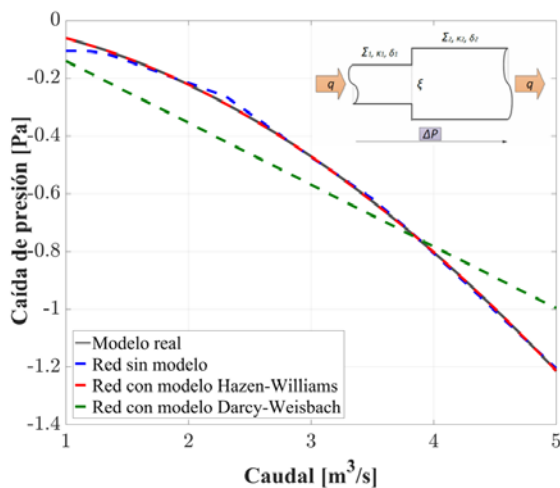 0
-0.2
-0.4
-0.6
-0.8
-1
-1.2
-1.4
Caída de presión [Pa]
Σ₁, κ₁, δ₁
Σ₂, κ₂, δ₂
q
ξ
q
ΔP
Modelo real
Red sin modelo
Red con modelo Hazen-Williams
Red con modelo Darcy-Weisbach
1 2 3 4 5
Caudal [m³/s]